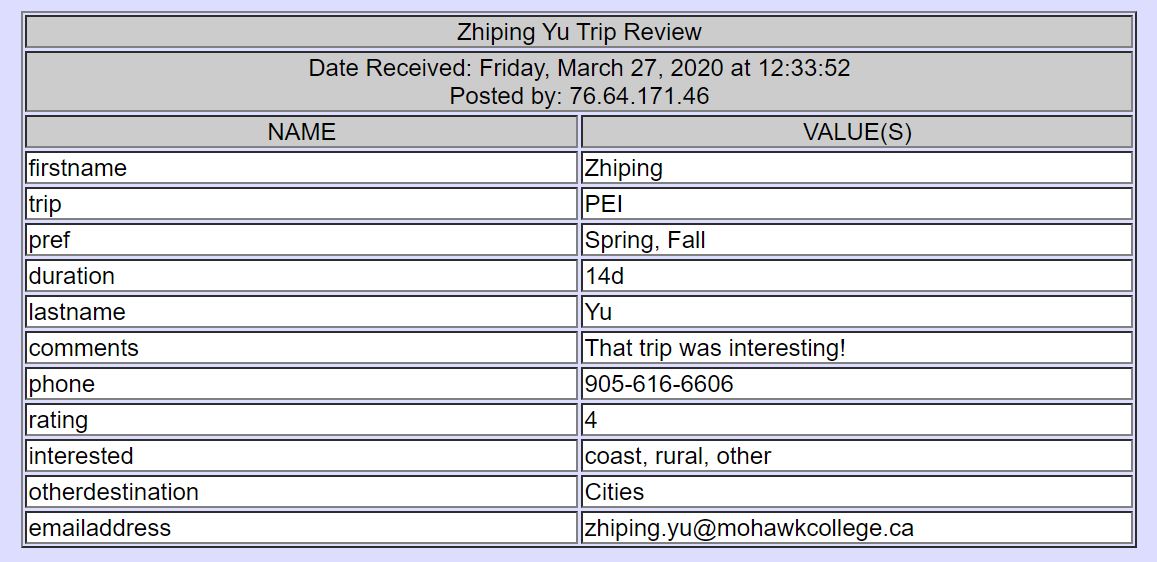 Zhiping Yu Trip Review
Date Received: Friday, March 27, 2020 at 12:33:52
Posted by: 76.64.171.46
NAME VALUE(S)
firstname Zhiping
trip PEI
pref Spring, Fall
duration 14d
lastname Yu
comments That trip was interesting!
phone 905-616-6606
rating 4
interested coast, rural, other
otherdestination Cities
emailaddress zhiping.yu@mohawkcollege.ca